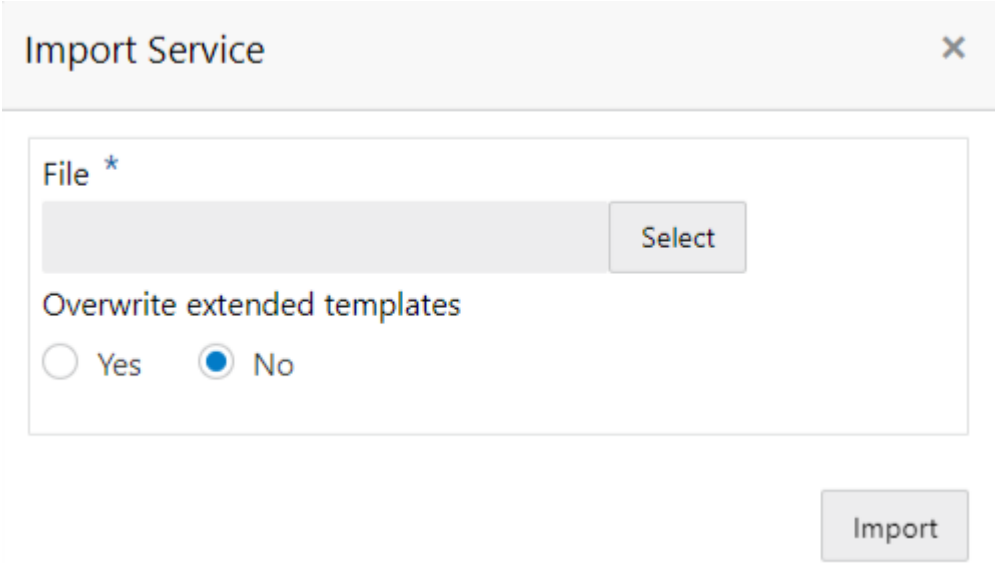 Import Service
File *
Select
Overwrite extended templates
Yes No
Import